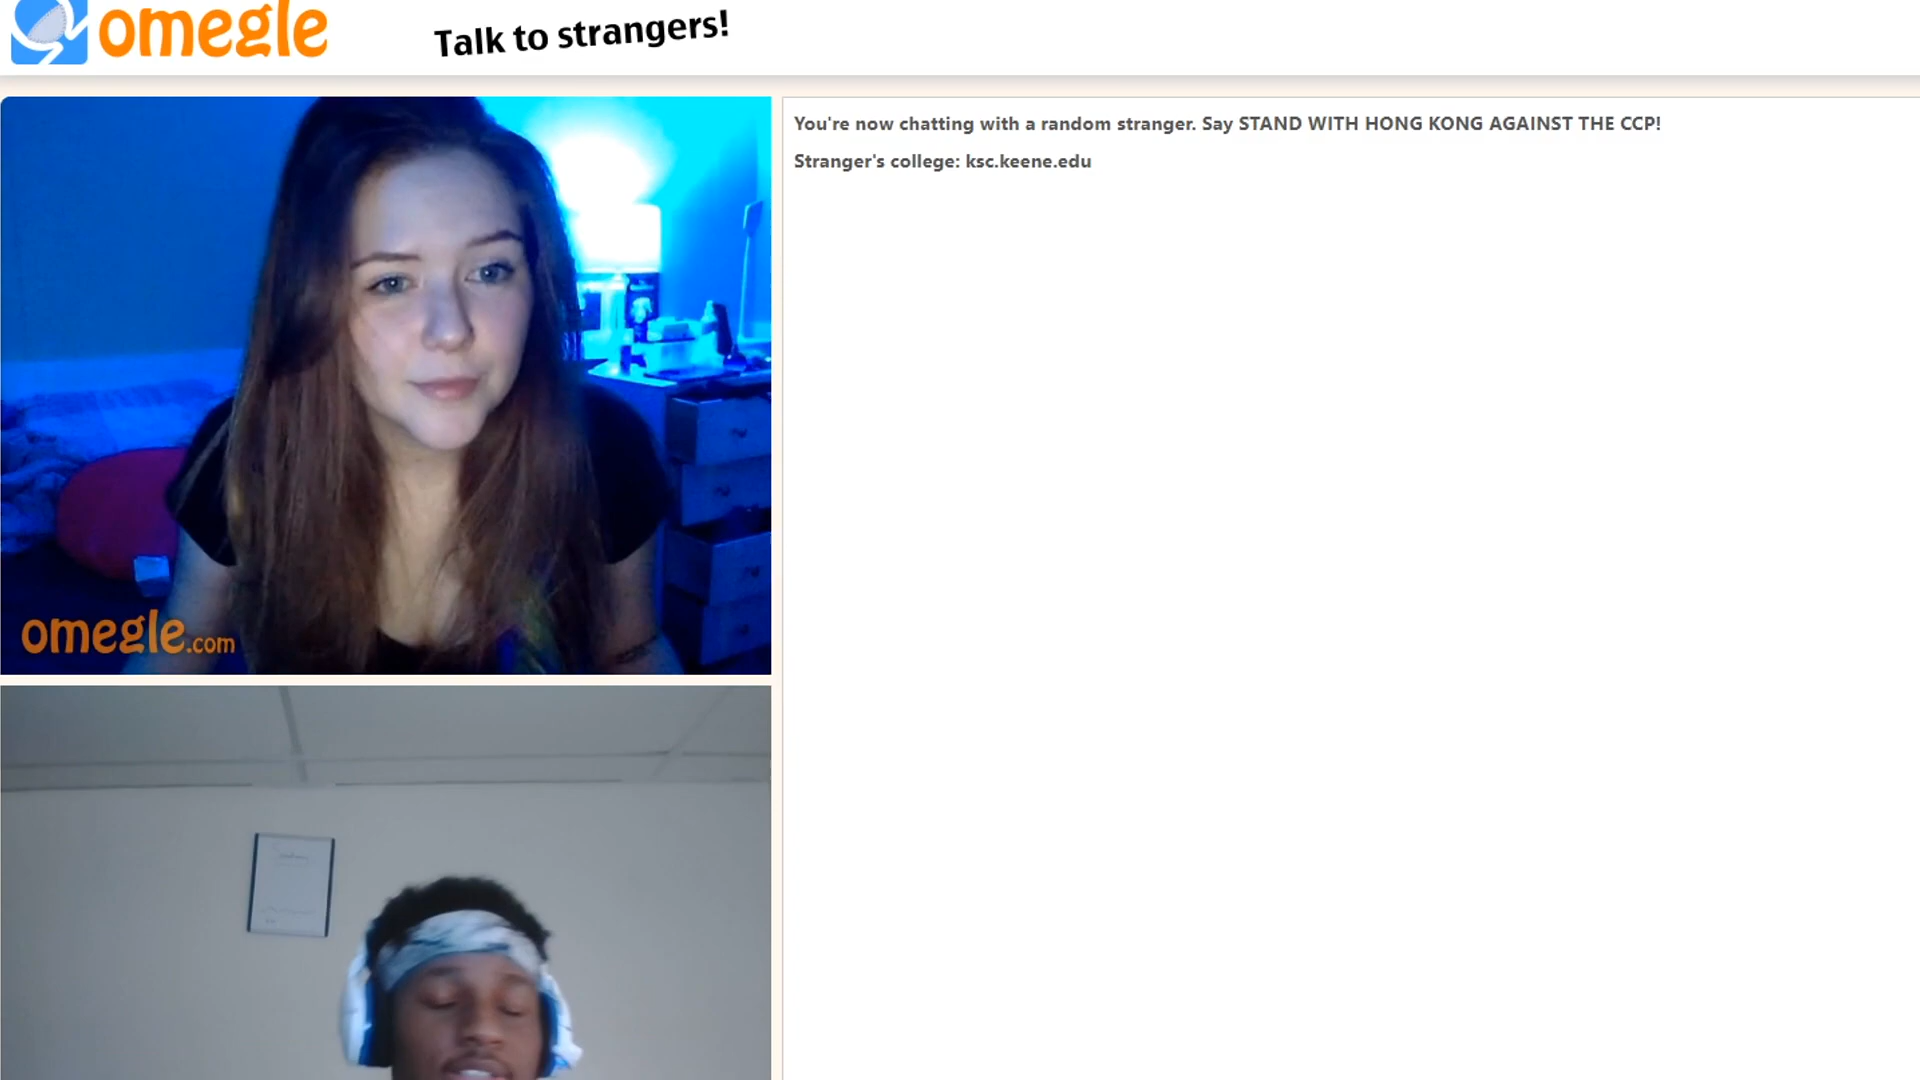 omegle
Talk to strangers!
You're now chatting with a random stranger. Say STAND WITH HONG KONG AGAINST THE CCP!
Stranger's college: ksc.keene.edu
omegle.com